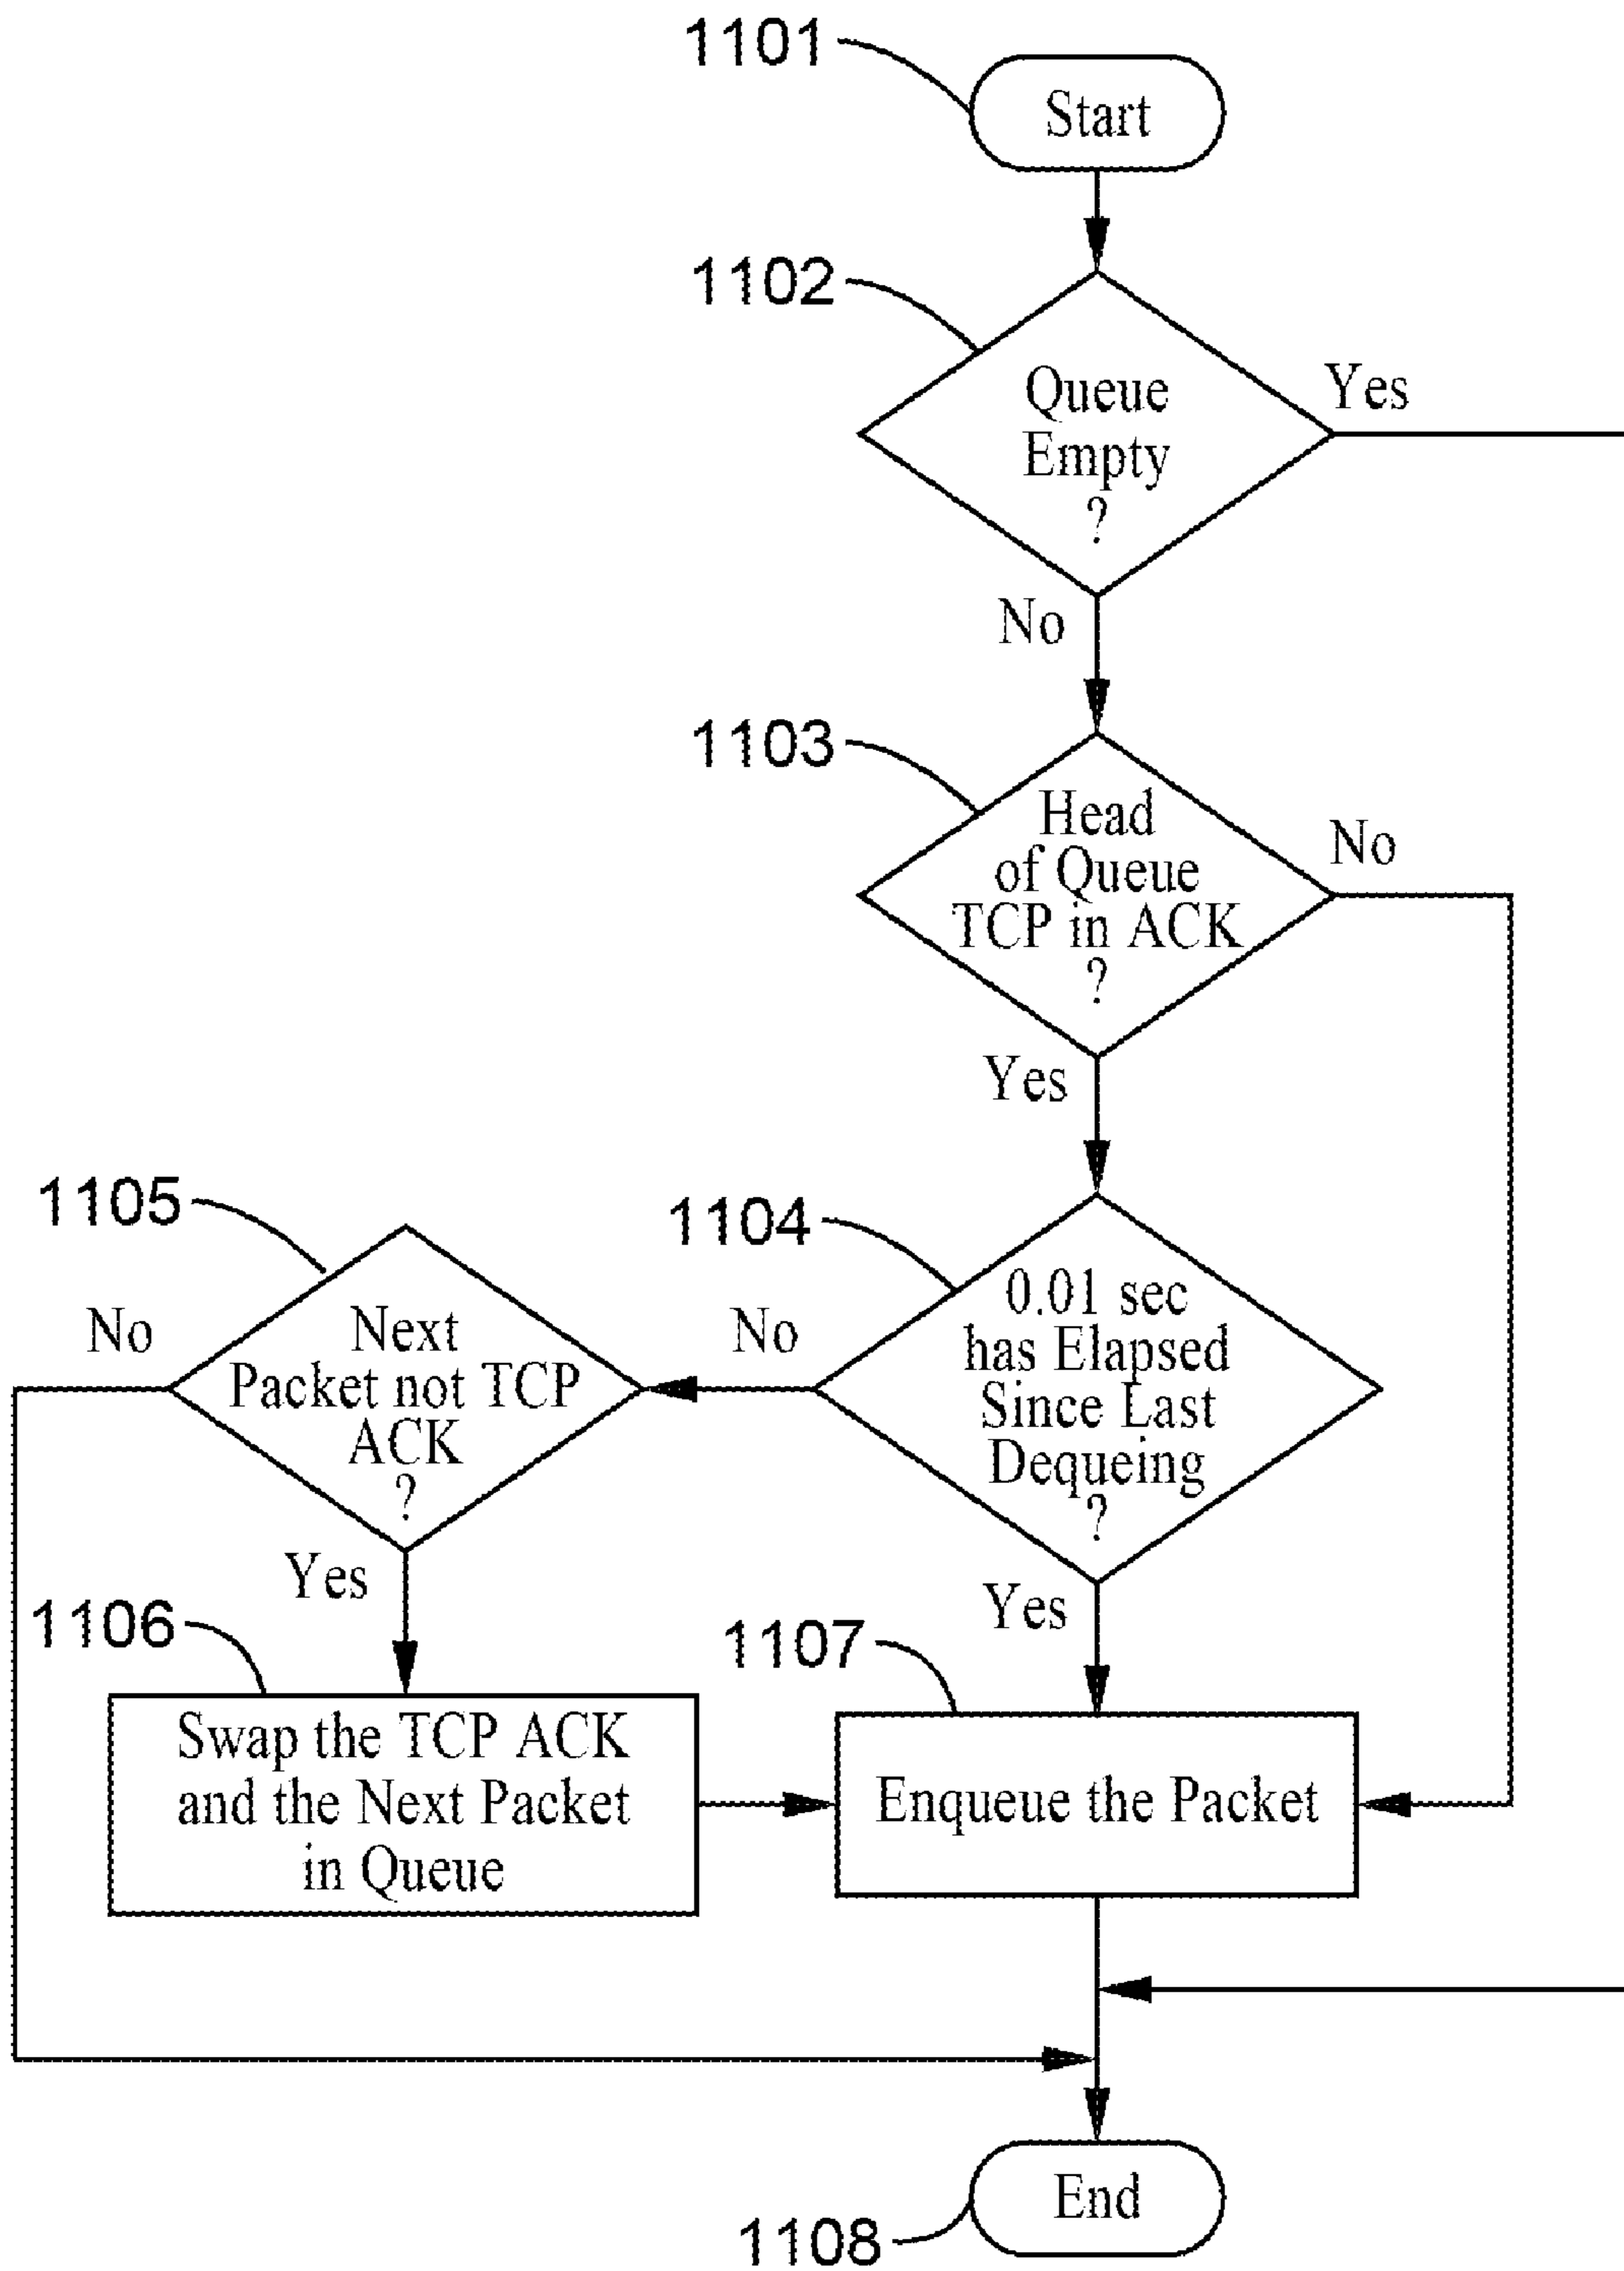 1101
Start
1102
Queue
Empty
?
Yes
No
1103
Head
of Queue
TCP in ACK
?
No
Yes
1105
1104
No
Next
Packet not TCP
ACK
?
No
0.01 sec
has Elapsed
Since Last
Dequeing
?
Yes
Yes
1106
1107
Swap the TCP ACK
and the Next Packet
in Queue
Enqueue the Packet
End
1108